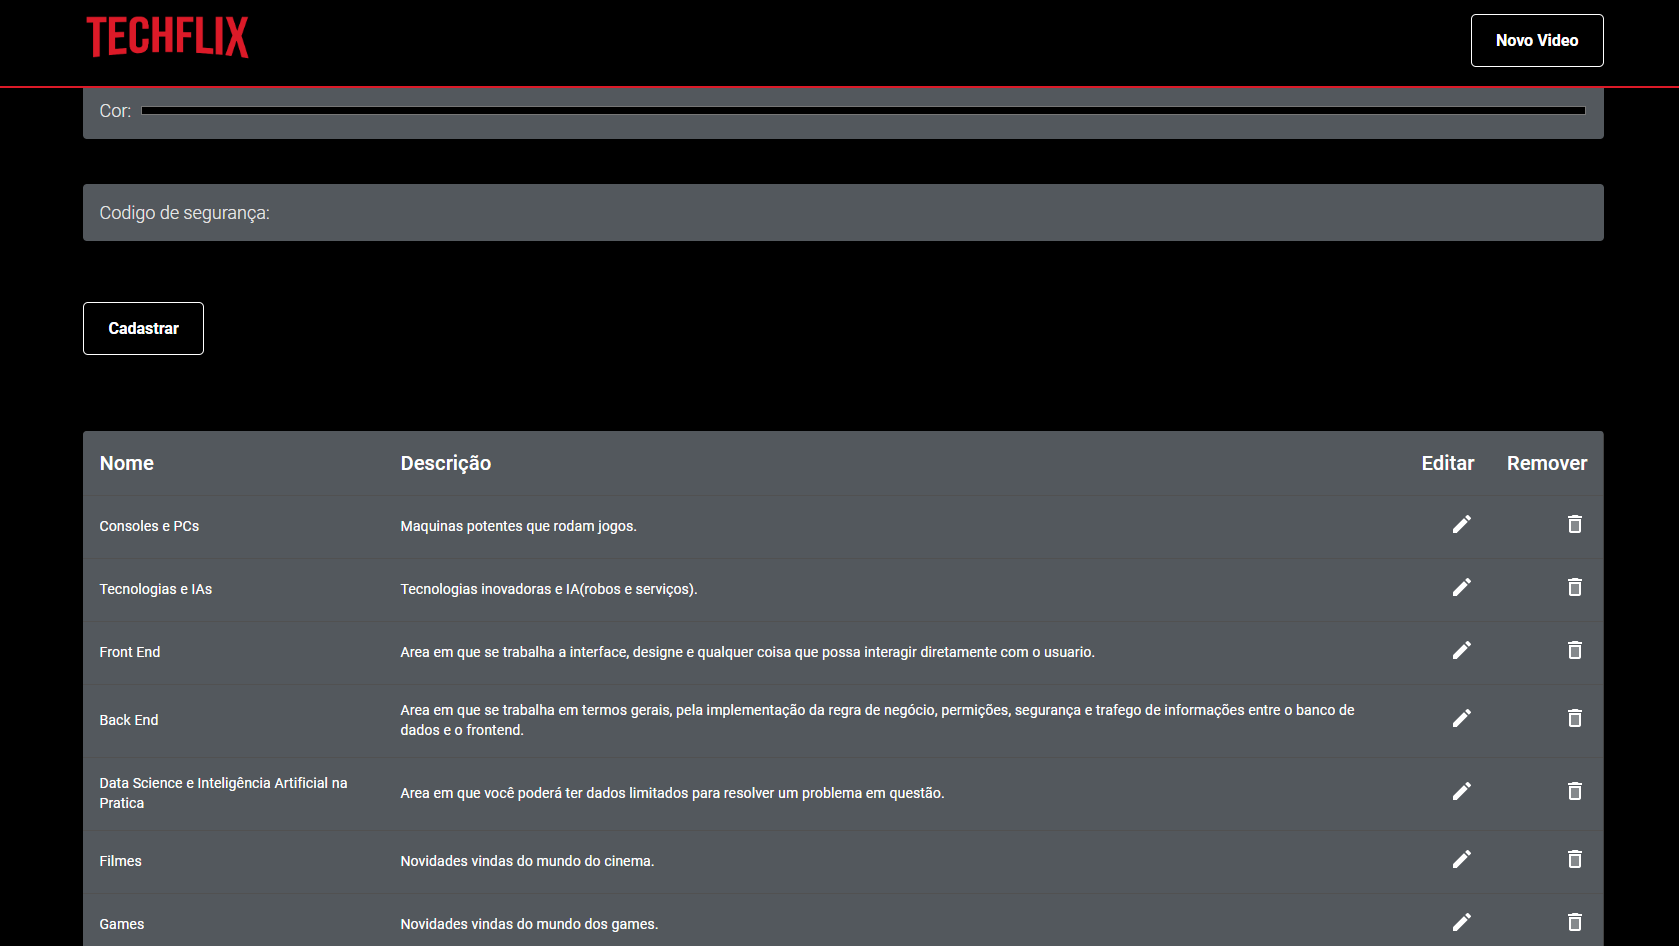 TECHFLIX
Novo Video
Cor:
Codigo de segurança:
Cadastrar
Nome Descrição Editar Remover
Consoles e PCs Maquinas potentes que rodam jogos.
Tecnologias e IAs Tecnologias inovadoras e IA(robos e serviços).
Front End Area em que se trabalha a interface, designe e qualquer coisa que possa interagir diretamente com o usuario.
Back End
Area em que se trabalha em termos gerais, pela implementação da regra de negócio, permições, segurança e trafego de informações entre o banco de
dados e o frontend.
Data Science e Inteligência Artificial na
Pratica
Area em que você poderá ter dados limitados para resolver um problema em questão.
Filmes Novidades vindas do mundo do cinema.
Games Novidades vindas do mundo dos games.